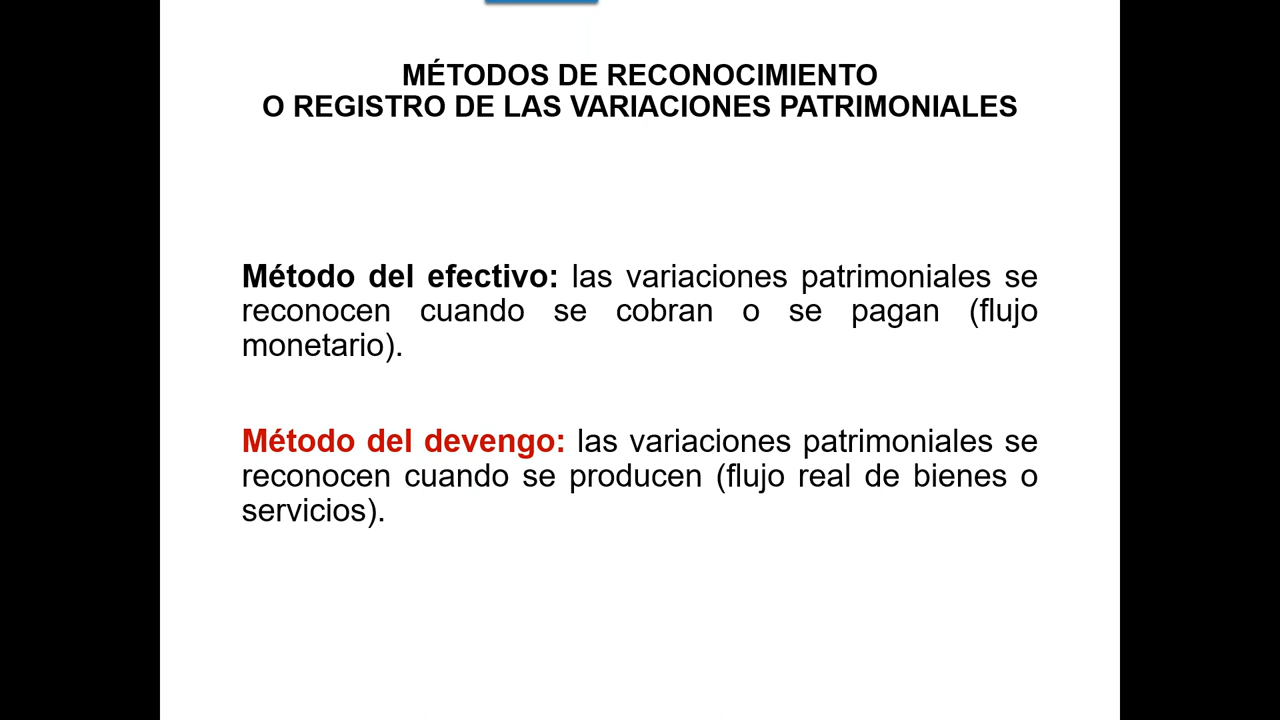 MÉTODOS DE RECONOCIMIENTO
O REGISTRO DE LAS VARIACIONES PATRIMONIALES
Método del efectivo: las variaciones patrimoniales se
reconocen cuando se cobran o se pagan (flujo
monetario).
Método del devengo: las variaciones patrimoniales se
reconocen cuando se producen (flujo real de bienes o
servicios).